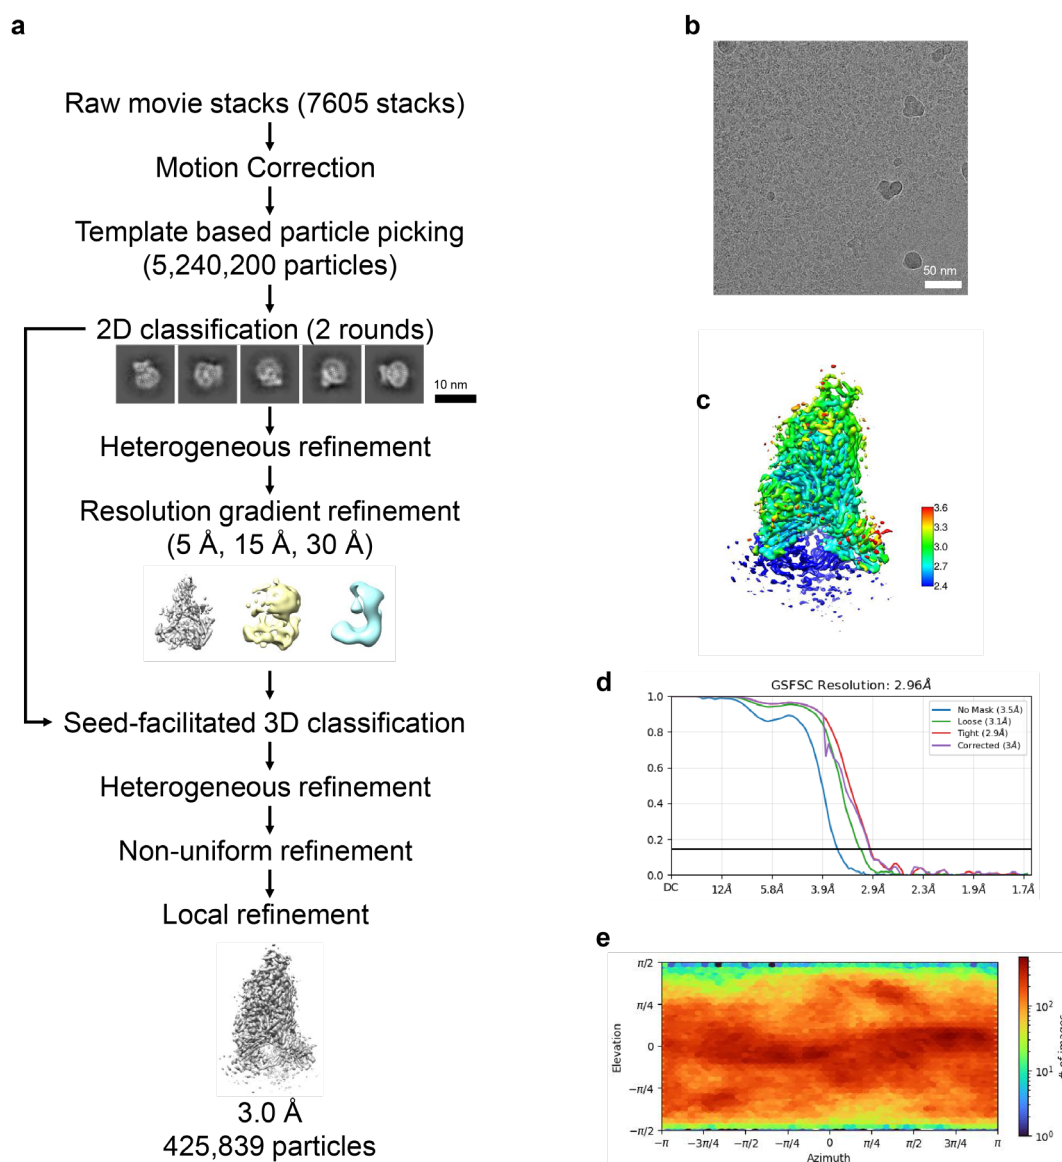 a
Raw movie stacks (7605 stacks)
Motion Correction
Template based particle picking
(5,240,200 particles)
2D classification (2 rounds)
10 nm
Heterogeneous refinement
Resolution gradient refinement
(5 Å, 15 Å, 30 Å)
Seed-facilitated 3D classification
Heterogeneous refinement
Non-uniform refinement
Local refinement
3.0 Å
425,839 particles
b
50 nm
c
3.6
3.3
3.0
2.7
2.4
d
GSFSC Resolution: 2.96Å
1.0
0.8
0.6
0.4
0.2
0.0
No Mask (3.5Å)
Loose (3.1Å)
Tight (2.9Å)
Corrected (3Å)
DC 12Å 5.8Å 3.9Å 2.9Å 2.3Å 1.9Å 1.7Å
e
π/2
π/4
0
−π/4
−π/2
Elevation
−π −3π/4 −π/2 −π/4 0 π/4 π/2 3π/4 π
Azimuth
10²
10¹
10⁰
# of images